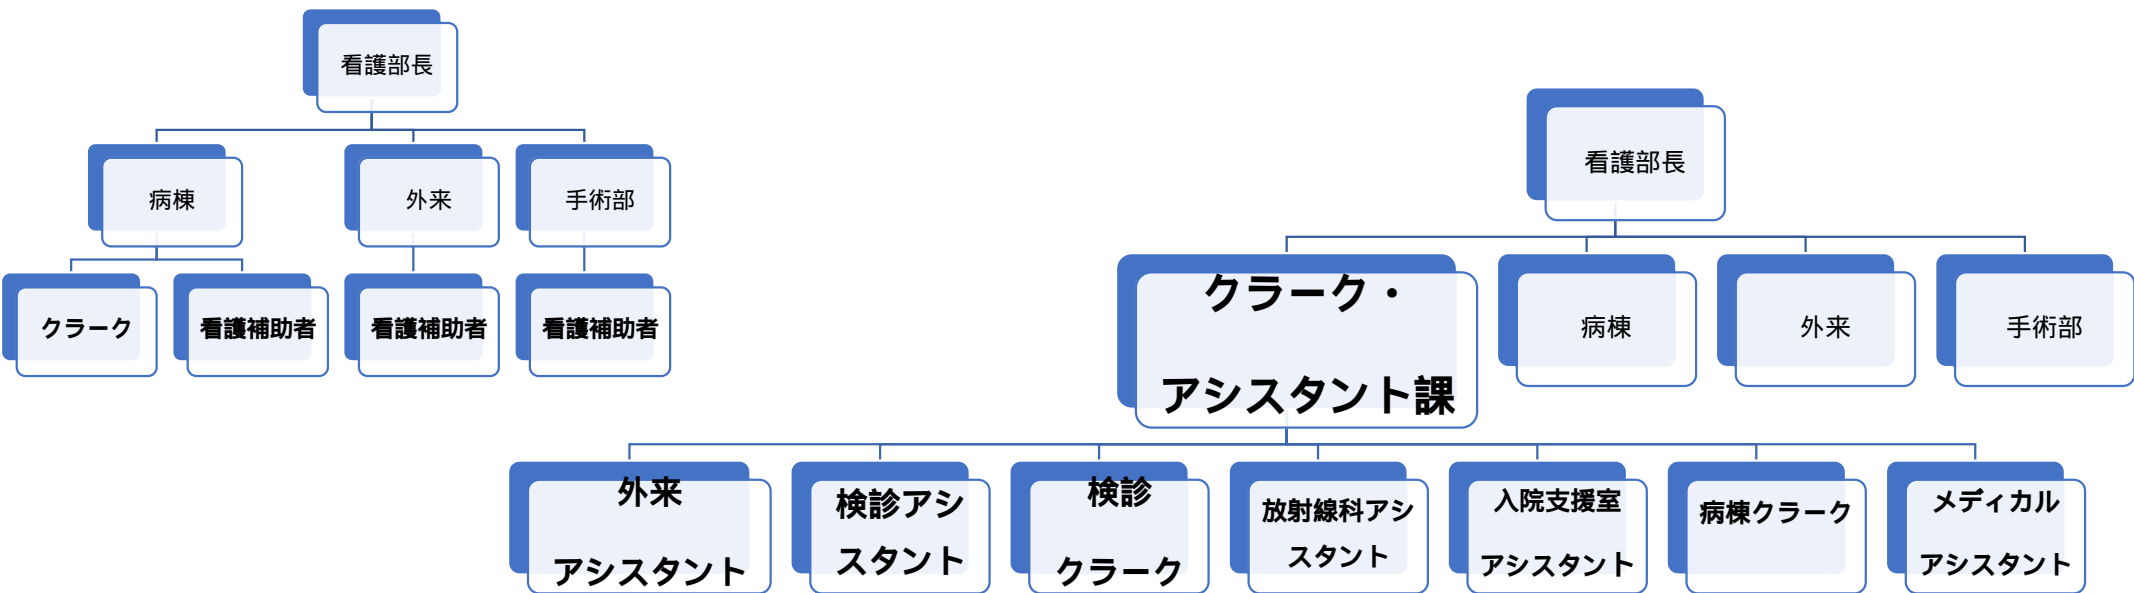 看護部長
病棟
外来
手術部
クラーク
看護補助者
看護補助者
看護補助者
看護部長
クラーク・
アシスタント課
病棟
外来
手術部
外来
アシスタント
検診アシ
スタント
検診
クラーク
放射線科アシ
スタント
入院支援室
アシスタント
病棟クラーク
メディカル
アシスタント